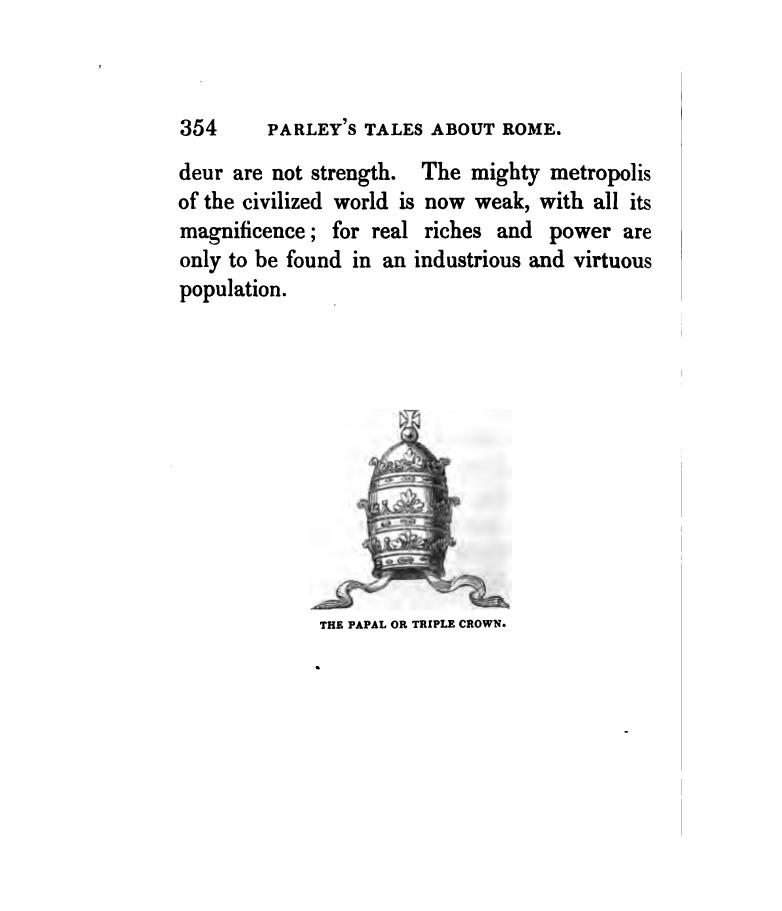 354 PARLEY'S TALES ABOUT ROME.
deur are not strength. The mighty metropolis
of the civilized world is now weak, with all its
magnificence; for real riches and power are
only to be found in an industrious and virtuous
population.
THE PAPAL OR TRIPLE CROWN.